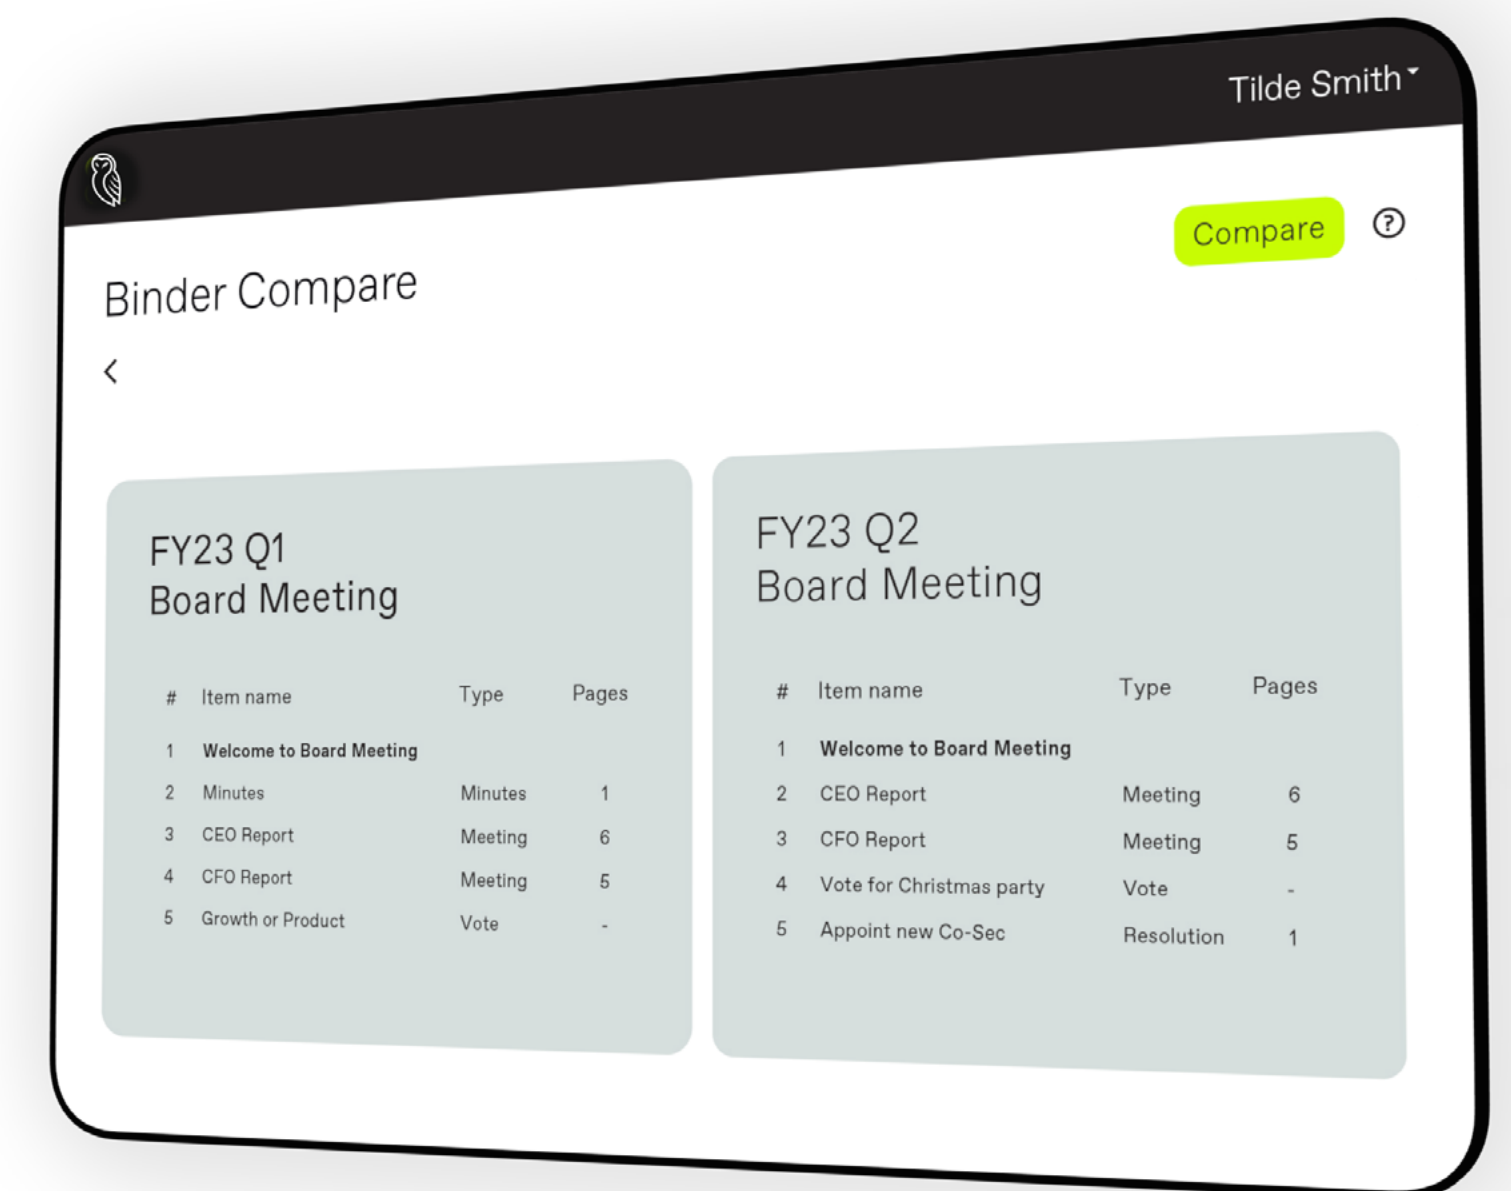 Tilde Smith
Compare
?
Binder Compare
FY23 Q1
Board Meeting
# Item name Type Pages
1 Welcome to Board Meeting
2 Minutes Minutes 1
3 CEO Report Meeting 6
4 CFO Report Meeting 5
5 Growth or Product Vote -
FY23 Q2
Board Meeting
# Item name Type Pages
1 Welcome to Board Meeting
2 CEO Report Meeting 6
3 CFO Report Meeting 5
4 Vote for Christmas party Vote -
5 Appoint new Co-Sec Resolution 1